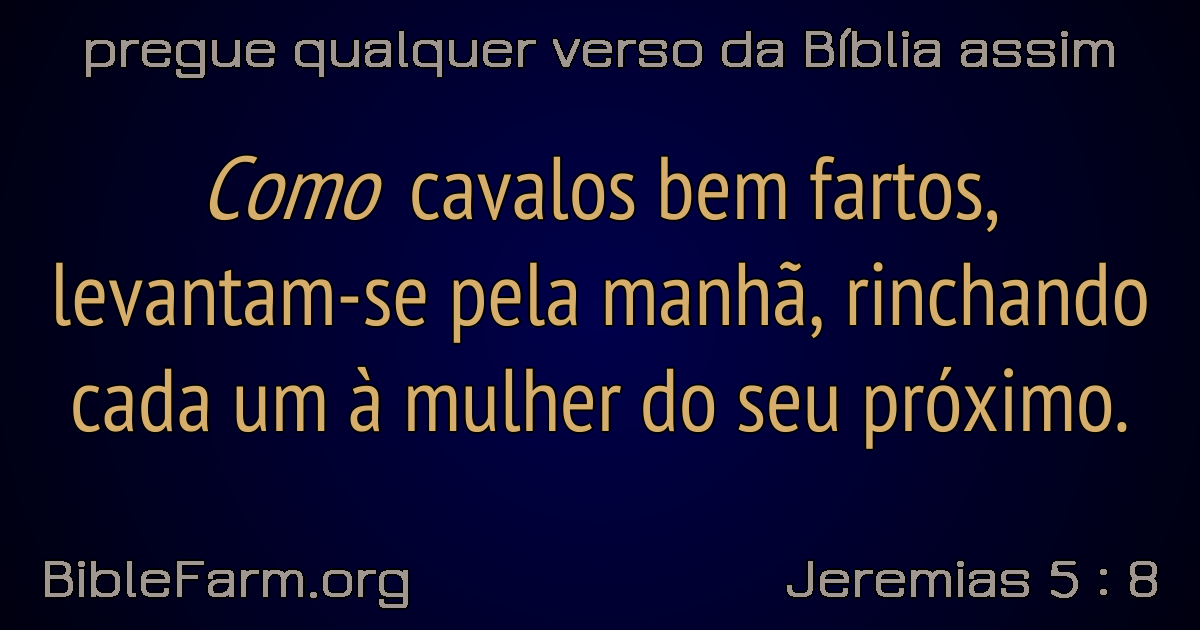 pregue qualquer verso da Bíblia assim
Como cavalos bem fartos,
levantam-se pela manhã, rinchando
cada um à mulher do seu próximo.
BibleFarm.org
Jeremias 5 : 8